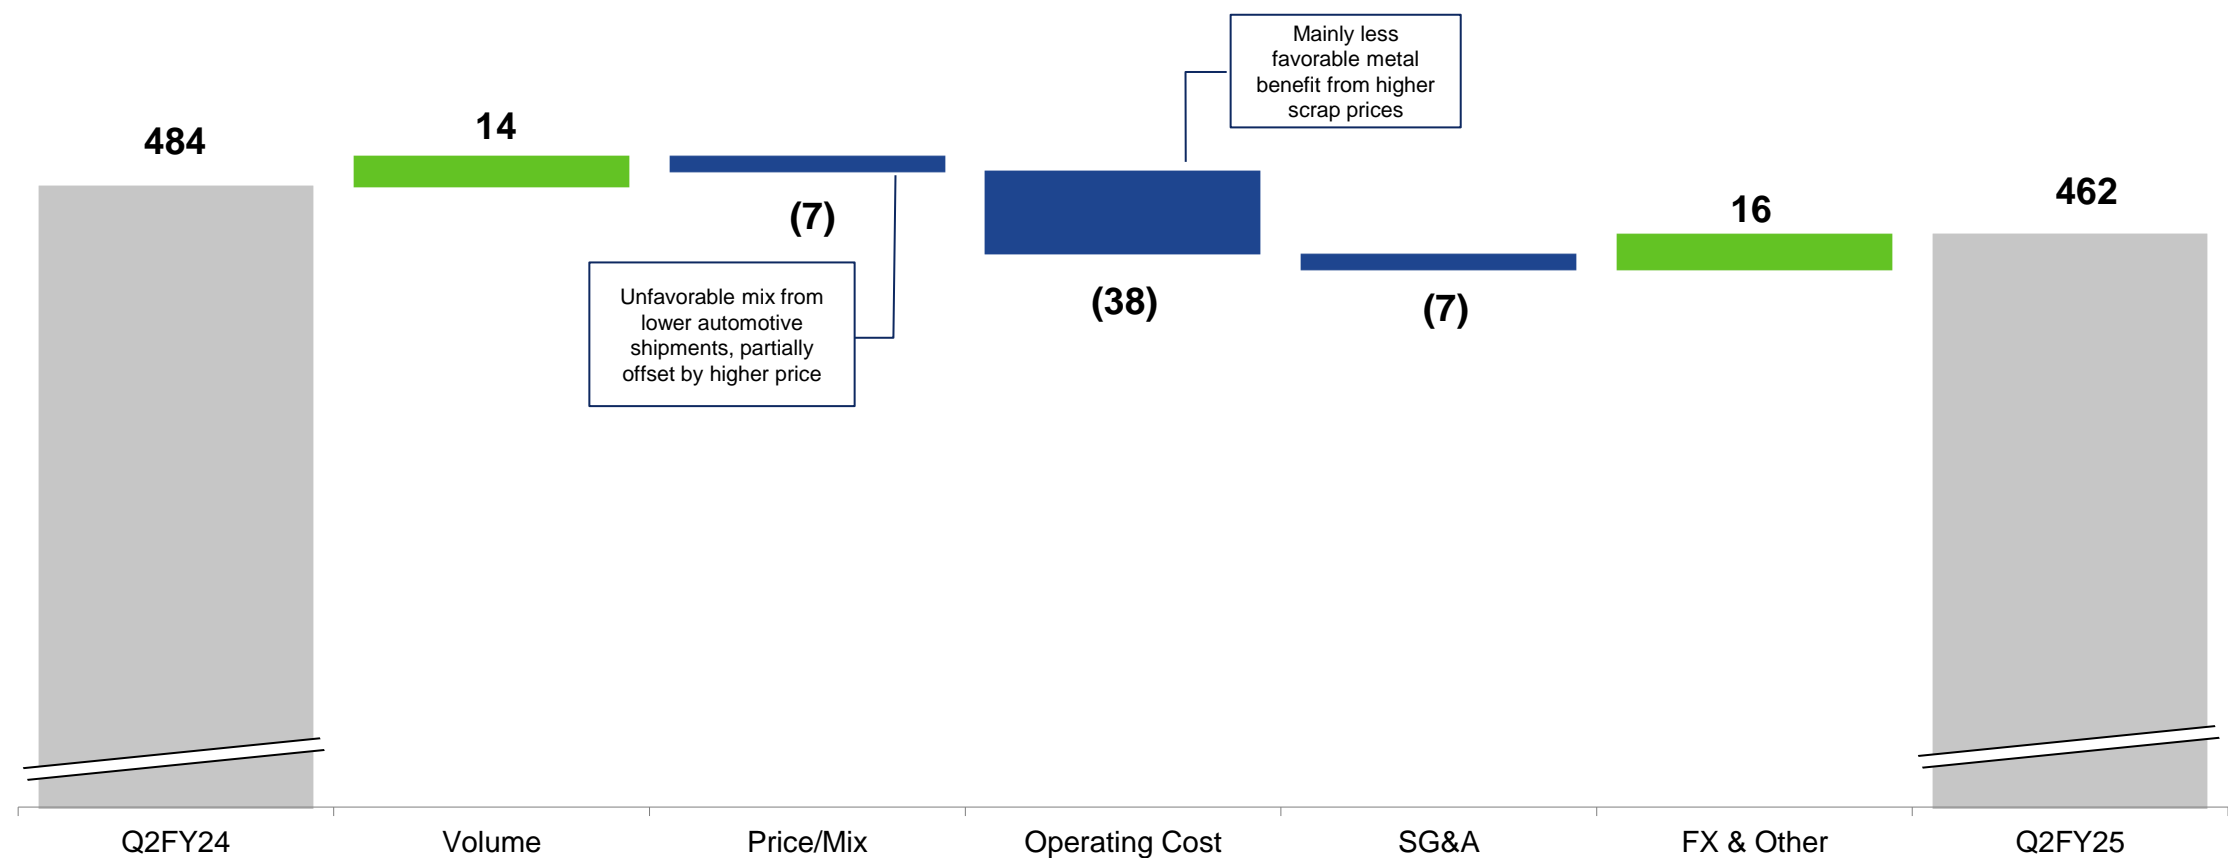 Mainly less
favorable metal
benefit from higher
scrap prices
484
14
(7)
(38)
(7)
16
462
Unfavorable mix from
lower automotive
shipments, partially
offset by higher price
Q2FY24
Volume
Price/Mix
Operating Cost
SG&A
FX & Other
Q2FY25